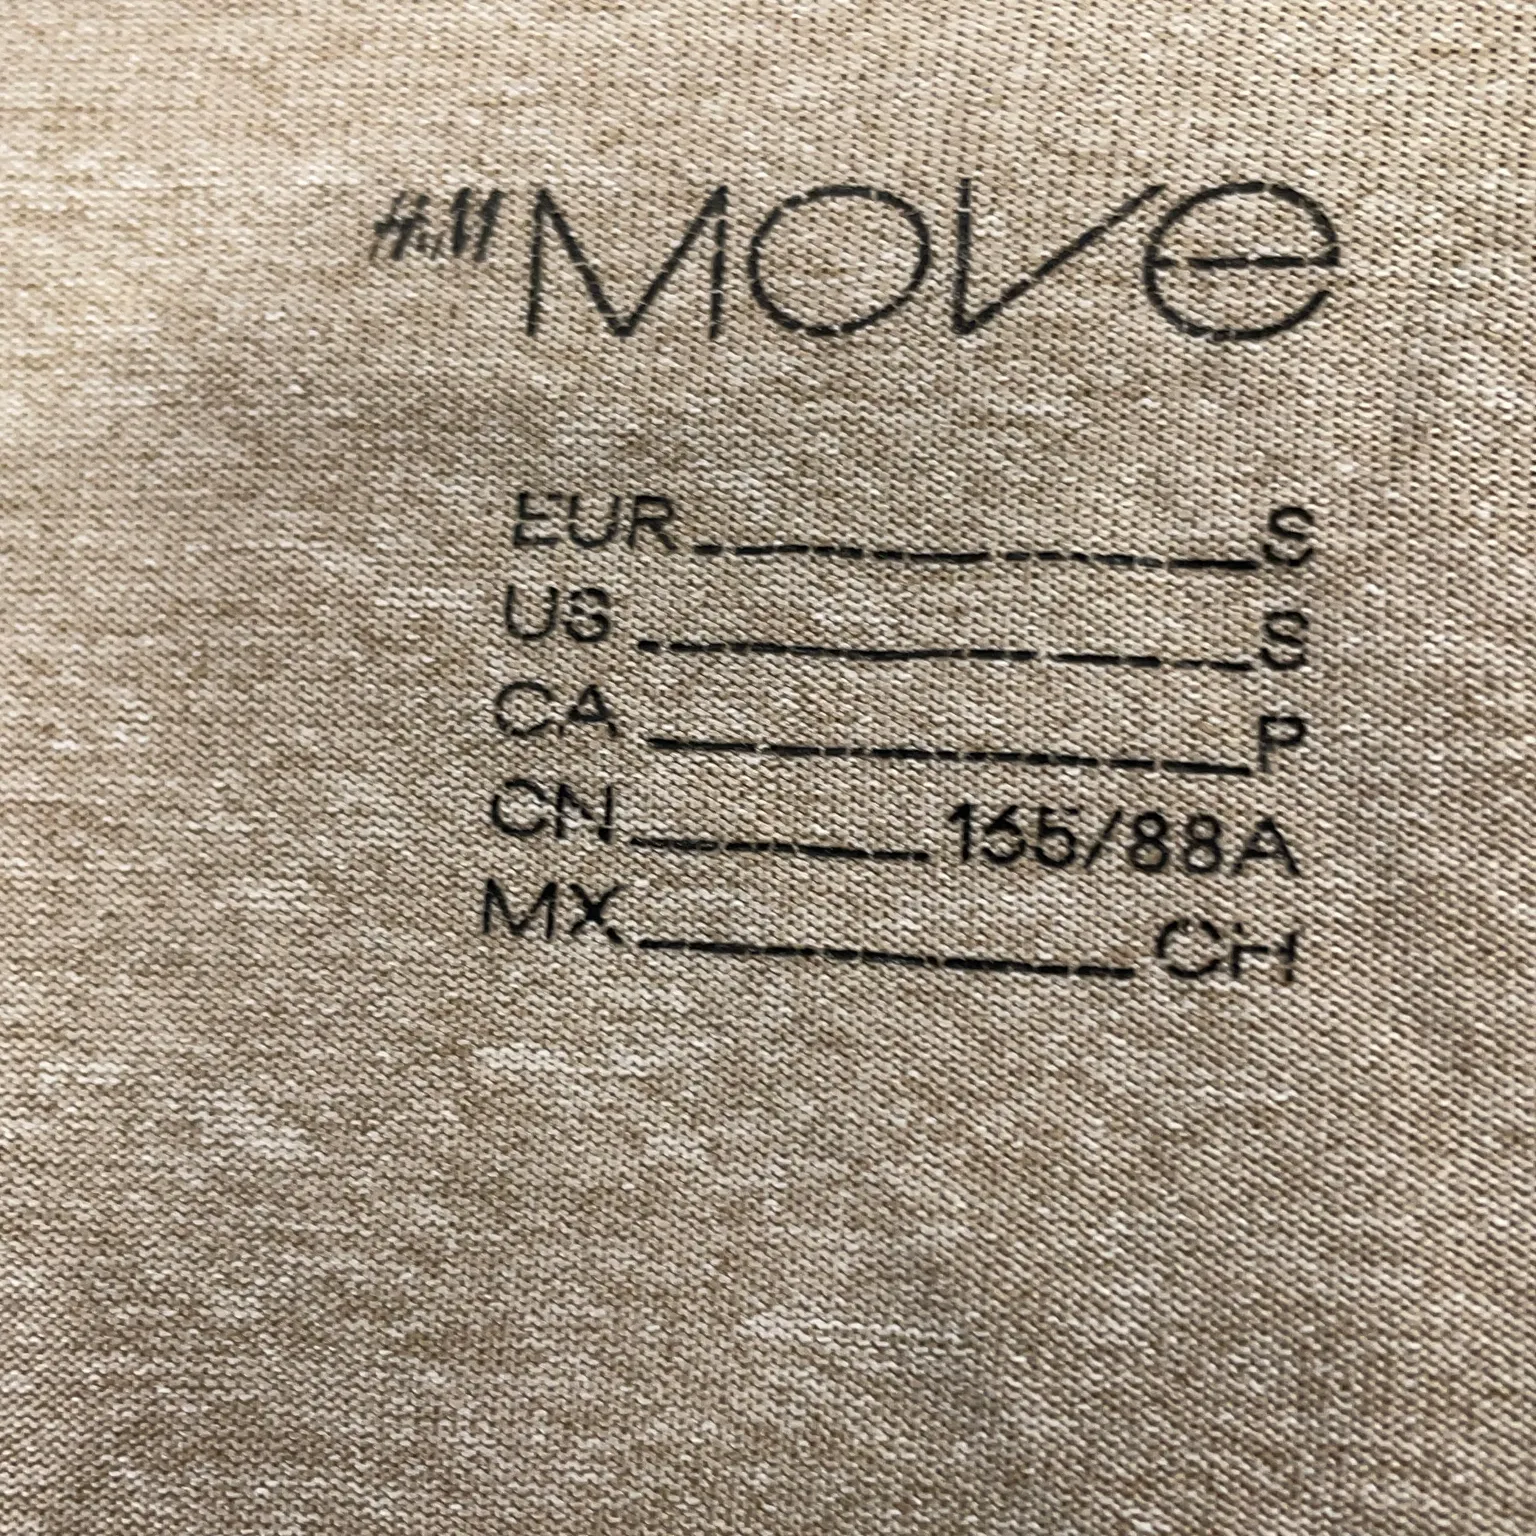 H&M MOVE
EUR S
US S
CA P
CN 165/88A
MX CH